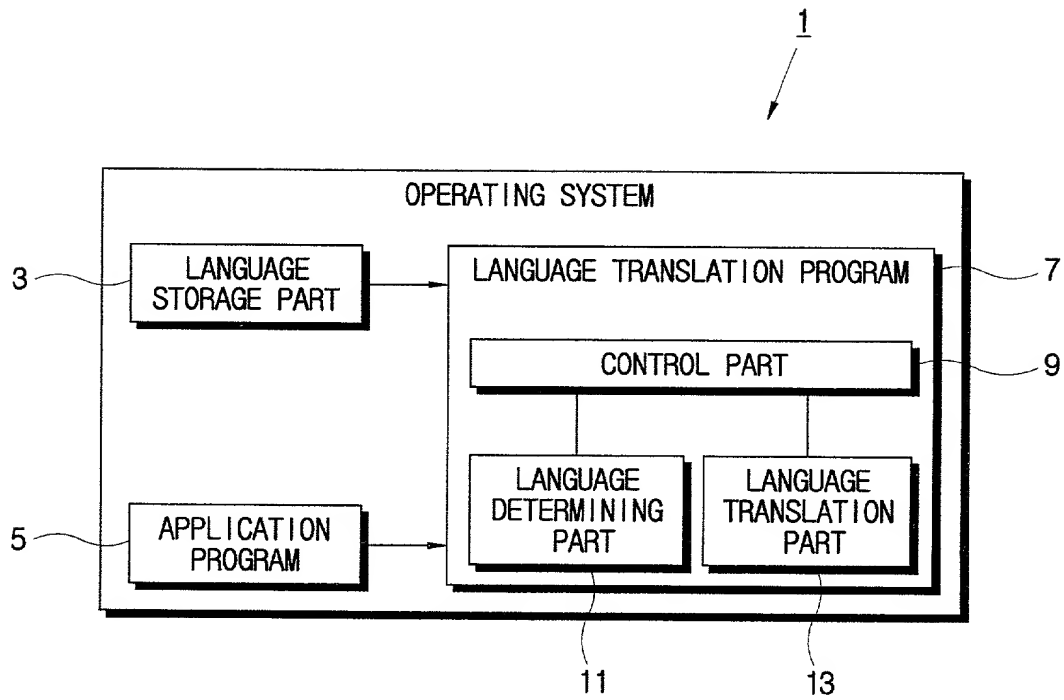 1
OPERATING SYSTEM
3
LANGUAGE
STORAGE PART
LANGUAGE TRANSLATION PROGRAM
7
CONTROL PART
9
5
APPLICATION
PROGRAM
LANGUAGE
DETERMINING
PART
LANGUAGE
TRANSLATION
PART
11
13